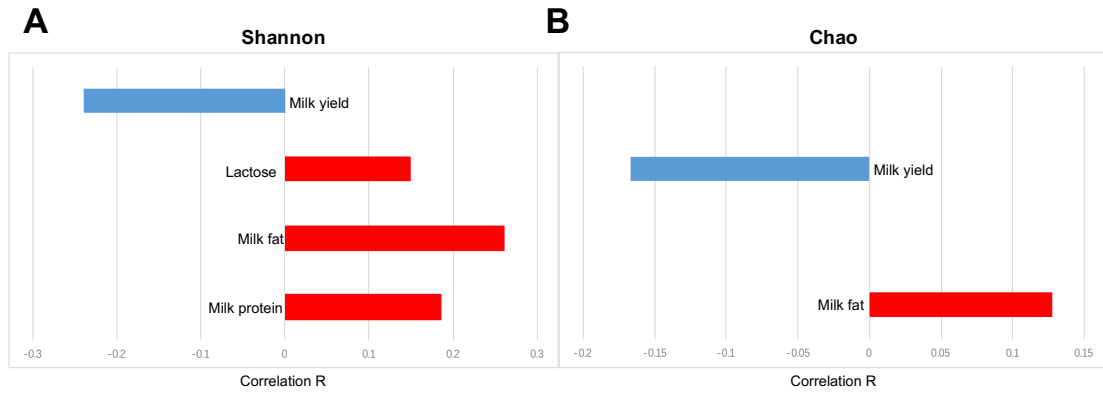 A
Shannon
Milk yield
Lactose
Milk fat
Milk protein
-0.3 -0.2 -0.1 0 0.1 0.2 0.3
Correlation R
B
Chao
Milk yield
Milk fat
-0.2 -0.15 -0.1 -0.05 0 0.05 0.1 0.15
Correlation R